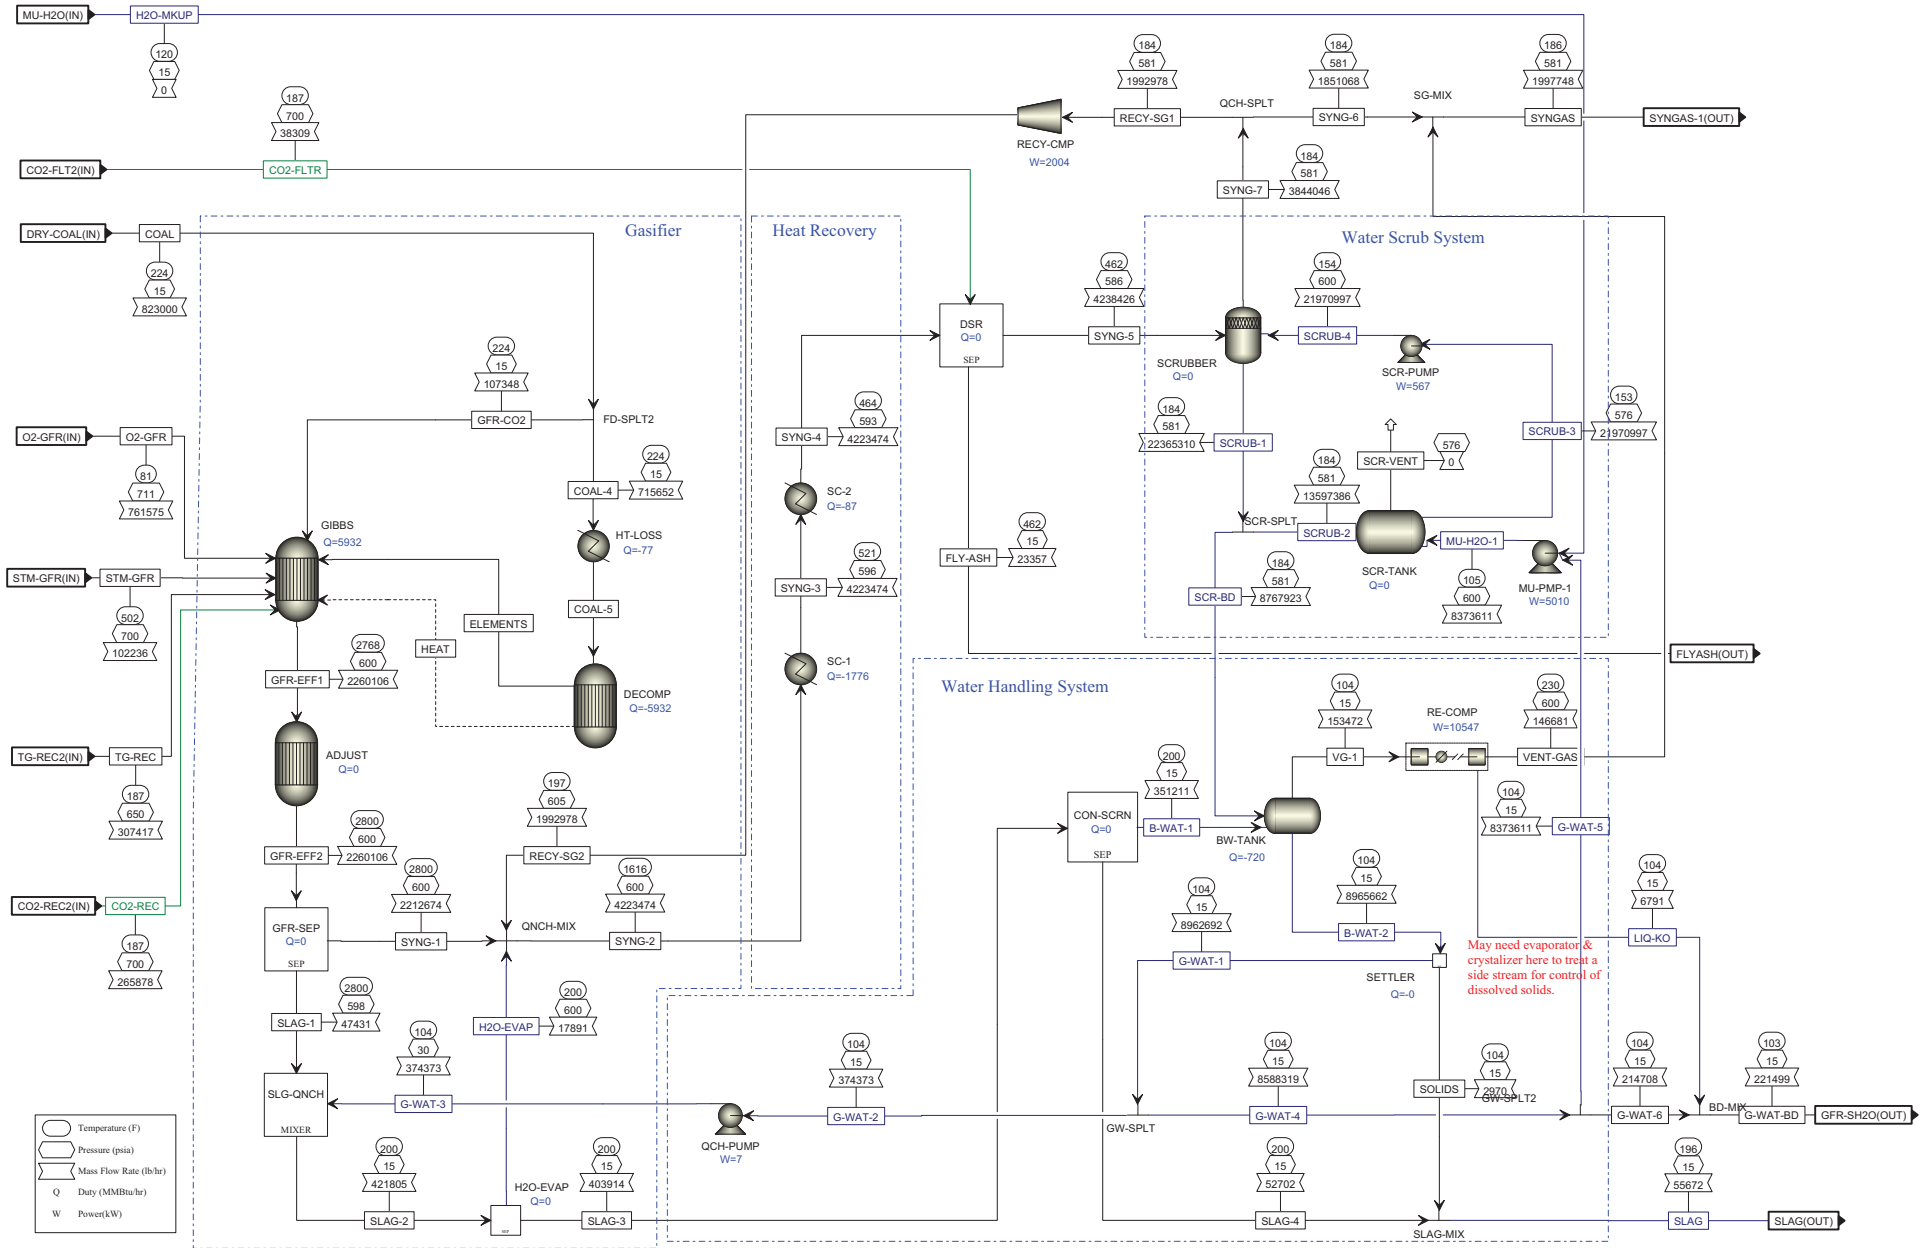 MU-H2O(IN)
H2O-MKUP
120
15
0
187
700
38309
CO2-FLT2(IN)
CO2-FLTR
184
581
1992978
RECY-SG1
RECY-CMP
W=2004
QCH-SPLT
184
581
1851068
SYNG-6
SG-MIX
186
581
1997748
SYNGAS
SYNGAS-1(OUT)
184
581
3844046
SYNG-7
DRY-COAL(IN)
COAL
224
15
823000
Gasifier
Heat Recovery
Water Scrub System
462
586
4238426
SYNG-5
DSR
Q=0
SEP
154
600
21970997
SCRUB-4
SCRUBBER
Q=0
SCR-PUMP
W=567
224
15
107348
GFR-CO2
FD-SPLT2
464
593
4223474
SYNG-4
184
581
22365310
SCRUB-1
153
576
21970997
SCRUB-3
O2-GFR(IN)
O2-GFR
81
711
761575
224
15
715652
COAL-4
SC-2
Q=-87
576
0
SCR-VENT
184
581
13597386
SCR-SPLT
SCRUB-2
MU-H2O-1
GIBBS
Q=5932
HT-LOSS
Q=-77
462
15
23357
FLY-ASH
SCR-TANK
Q=0
105
600
8373611
MU-PMP-1
W=5010
STM-GFR(IN)
STM-GFR
502
700
102236
521
596
4223474
SYNG-3
184
581
8767923
SCR-BD
COAL-5
ELEMENTS
HEAT
2768
600
2260106
GFR-EFF1
SC-1
Q=-1776
FLYASH(OUT)
DECOMP
Q=-5932
Water Handling System
104
15
153472
VG-1
RE-COMP
W=10547
230
600
146681
VENT-GAS
TG-REC2(IN)
TG-REC
187
650
307417
ADJUST
Q=0
197
605
1992978
RECY-SG2
200
15
351211
B-WAT-1
CON-SCRN
Q=0
SEP
BW-TANK
Q=-720
104
15
8373611
G-WAT-5
2800
600
2260106
GFR-EFF2
2800
600
2212674
SYNG-1
1616
600
4223474
SYNG-2
QNCH-MIX
104
15
8965662
B-WAT-2
104
15
6791
LIQ-KO
CO2-REC2(IN)
CO2-REC
187
700
265878
GFR-SEP
Q=0
SEP
104
15
8962692
G-WAT-1
SETTLER
Q=-0
May need evaporator &
crystalizer here to treat a
side stream for control of
dissolved solids.
2800
598
47431
SLAG-1
200
600
17891
H2O-EVAP
104
30
374373
G-WAT-3
SLG-QNCH
MIXER
104
15
374373
G-WAT-2
QCH-PUMP
W=7
104
15
8588319
G-WAT-4
GW-SPLT
104
15
2970
SOLIDS
GW-SPLT2
104
15
214708
G-WAT-6
BD-MIX
103
15
221499
G-WAT-BD
GFR-SH2O(OUT)
Temperature (F)
Pressure (psia)
Mass Flow Rate (lb/hr)
Q Duty (MMBtu/hr)
W Power(kW)
200
15
421805
SLAG-2
H2O-EVAP
Q=0
SEP
200
15
403914
SLAG-3
200
15
52702
SLAG-4
SLAG-MIX
196
15
55672
SLAG
SLAG(OUT)